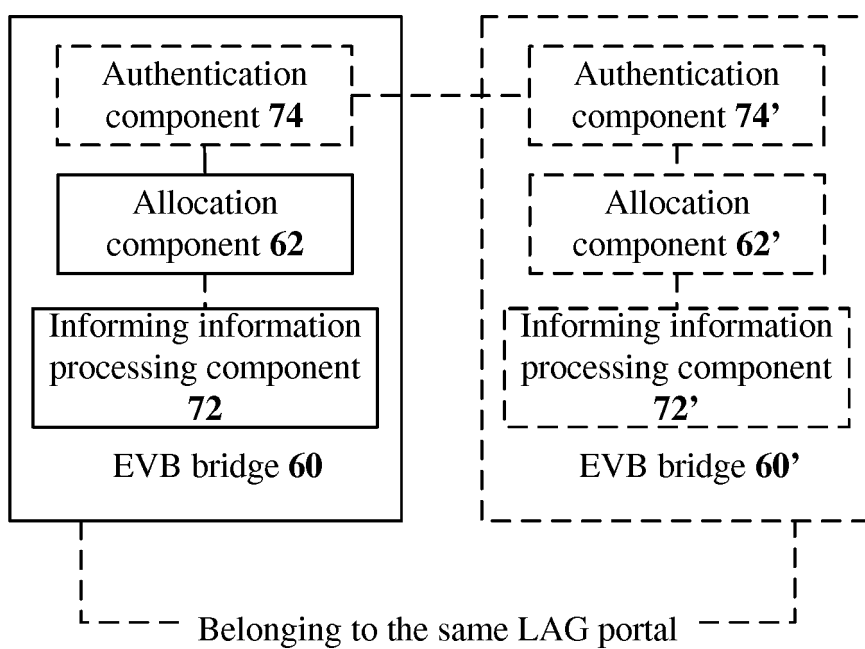 Authentication
component 74
Allocation
component 62
Informing information
processing component
72
EVB bridge 60
Authentication
component 74’
Allocation
component 62’
Informing information
processing component
72’
EVB bridge 60’
Belonging to the same LAG portal